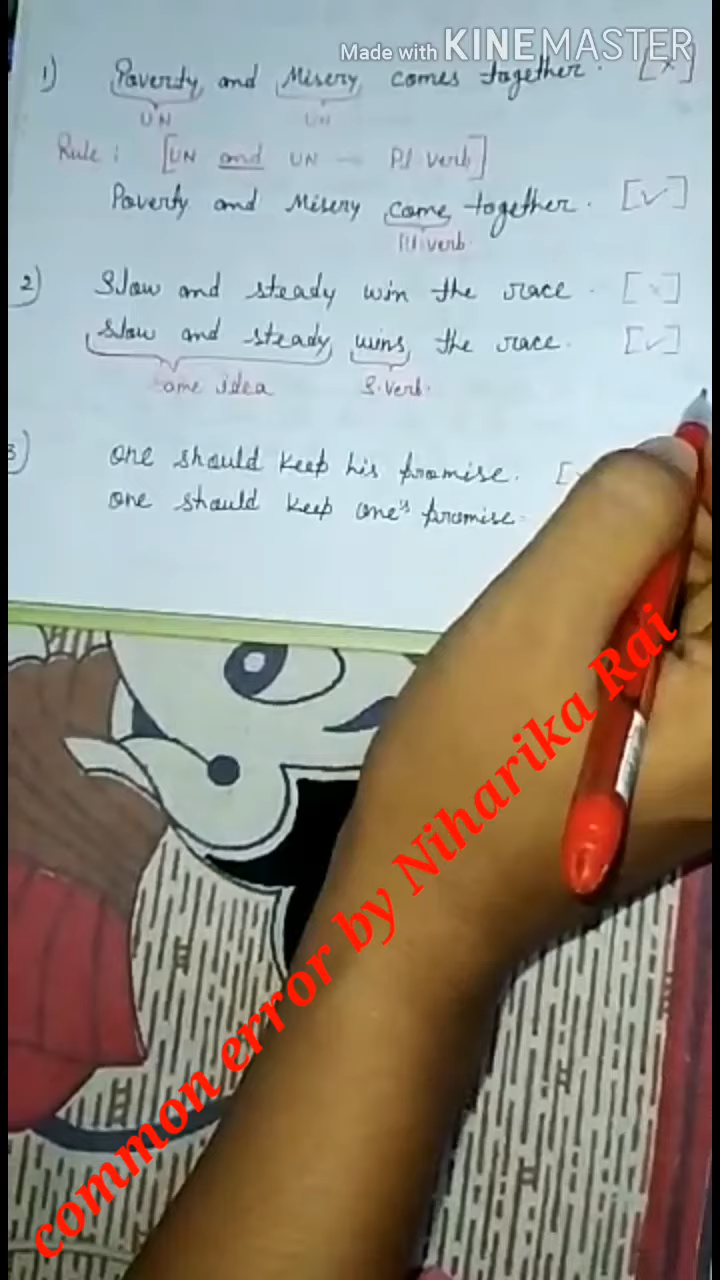 Made with KINEMASTER
1) Poverty and Misery comes together. [×]
UN UN
Rule: [UN and UN — Pl verb]
Poverty and Misery come together. [✓]
Pl verb
2) Slow and steady win the race. [×]
Slow and steady wins the race. [✓]
Same idea S.verb.
3) one should keep his promise.
one should keep one's promise.
common error by Niharika Rai